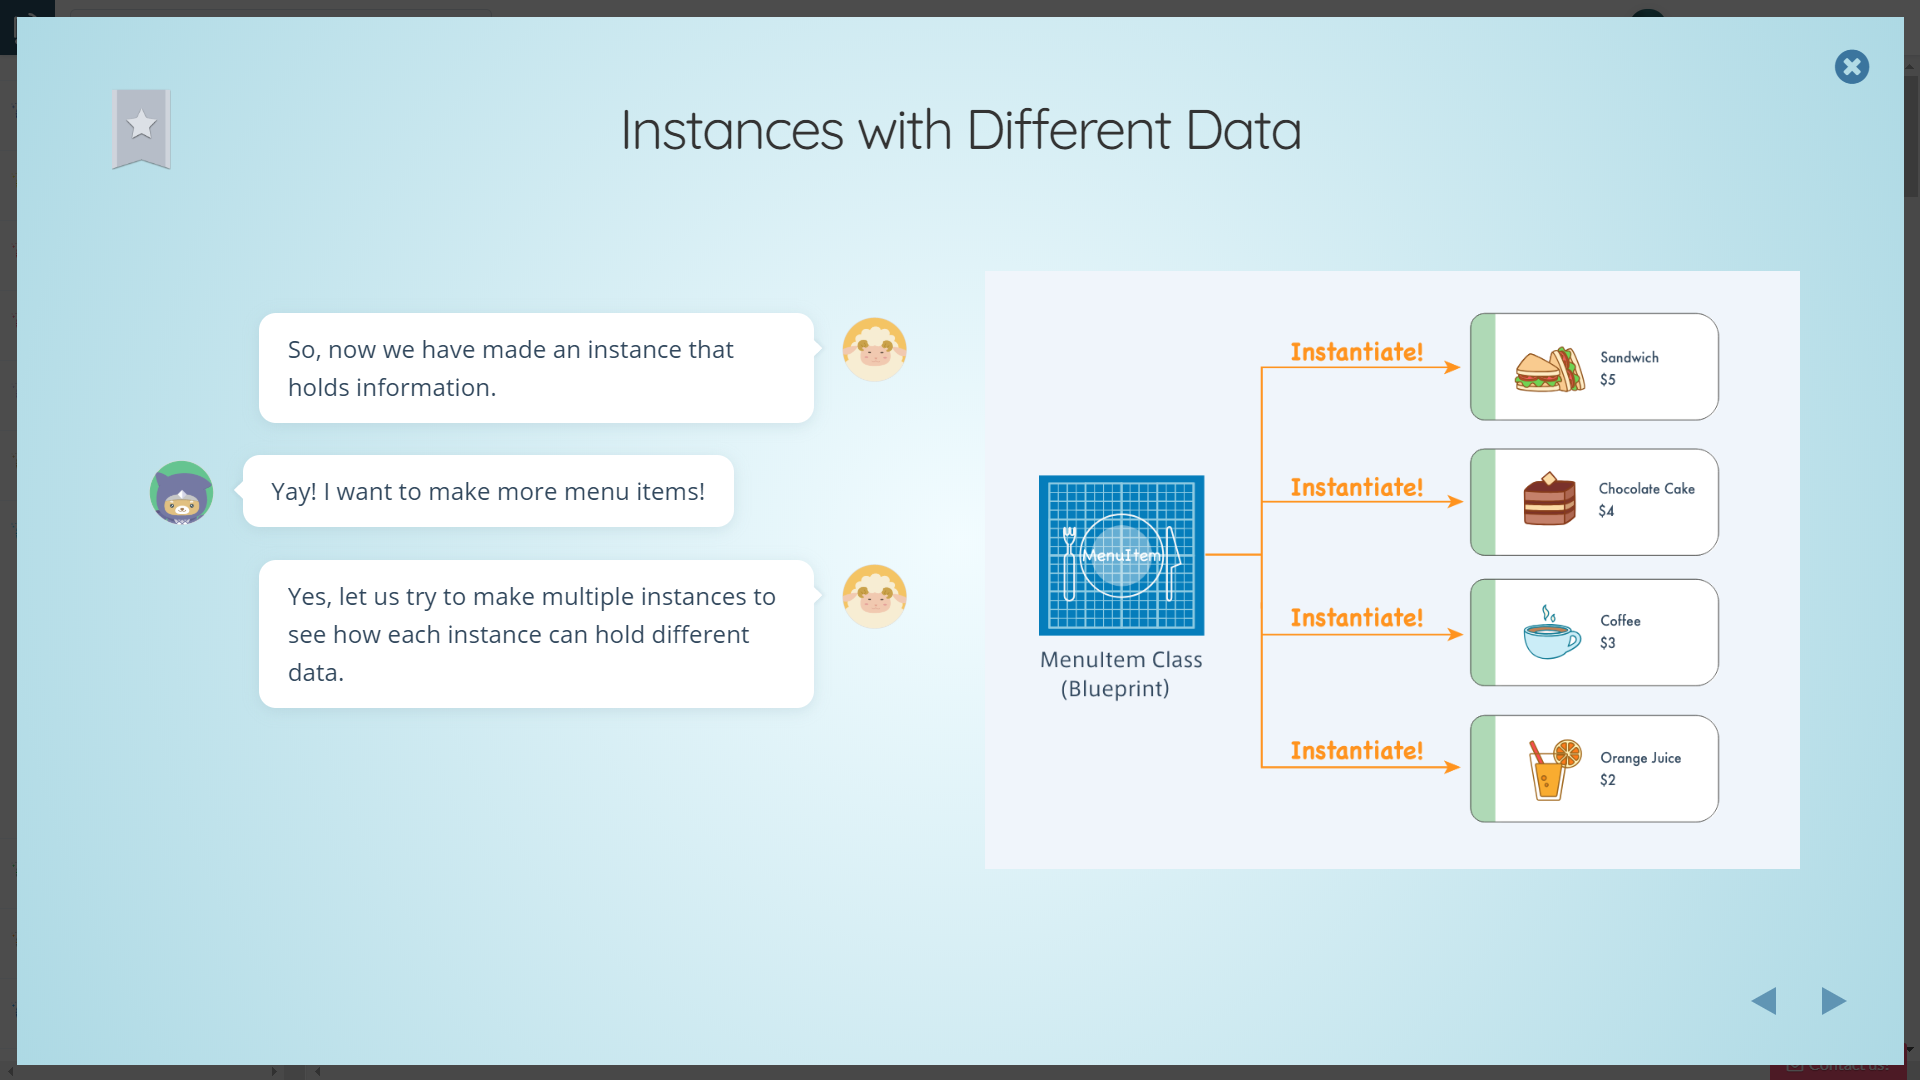 Instances with Different Data
So, now we have made an instance that
holds information.
Yay! I want to make more menu items!
Yes, let us try to make multiple instances to
see how each instance can hold different
data.
MenuItem
MenuItem Class
(Blueprint)
Instantiate!
Sandwich
$5
Instantiate!
Chocolate Cake
$4
Instantiate!
Coffee
$3
Instantiate!
Orange Juice
$2
Contact us!